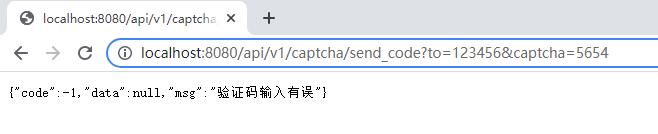 localhost:8080/api/v1/captcha
localhost:8080/api/v1/captcha/send_code?to=123456&captcha=5654
{"code":-1,"data":null,"msg":"验证码输入有误"}